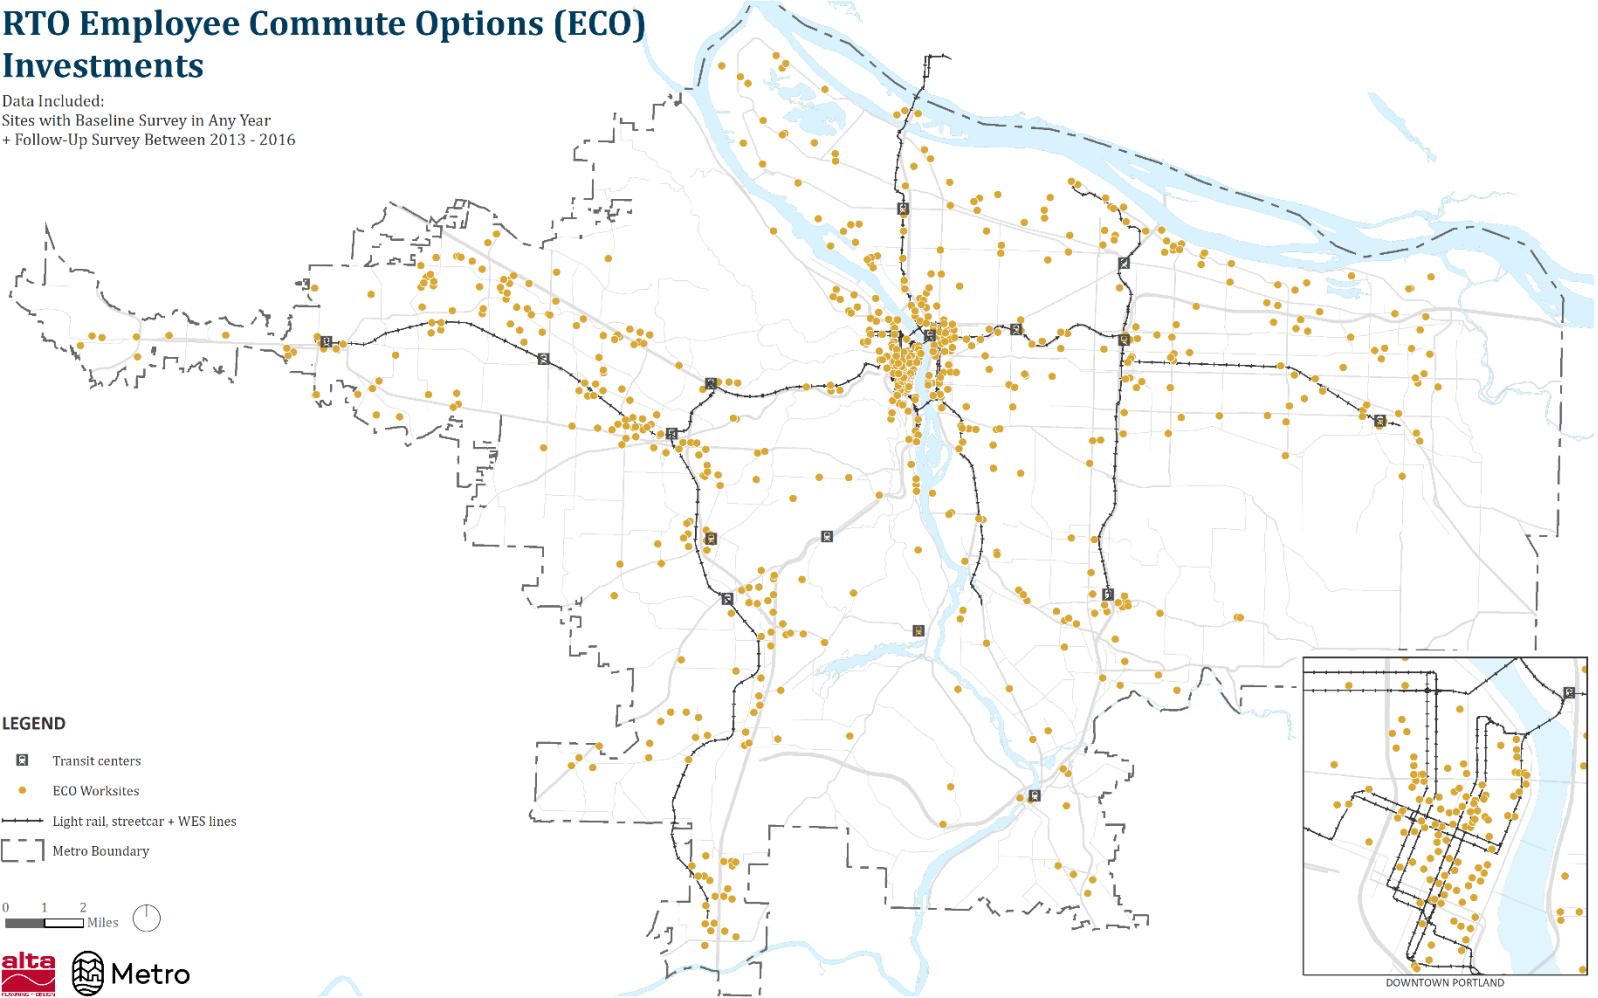 RTO Employee Commute Options (ECO)
Investments
Data Included:
Sites with Baseline Survey in Any Year
+ Follow-Up Survey Between 2013 - 2016
LEGEND
Transit centers
ECO Worksites
Light rail, streetcar + WES lines
Metro Boundary
0 1 2
Miles
alta
PLANNING + DESIGN
Metro
DOWNTOWN PORTLAND